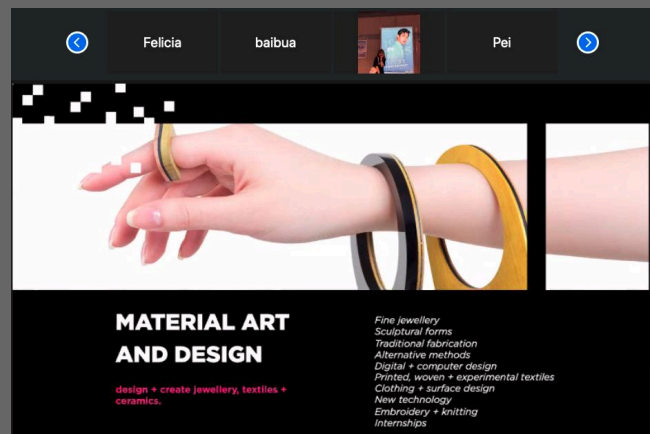 Felicia
baibua
Pei
MATERIAL ART
AND DESIGN
design + create jewellery, textiles +
ceramics.
Fine jewellery
Sculptural forms
Traditional fabrication
Alternative methods
Digital + computer design
Printed, woven + experimental textiles
Clothing + surface design
New technology
Embroidery + knitting
Internships